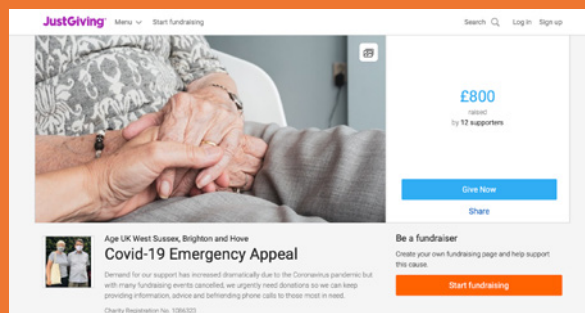 JustGiving
Menu
Start fundraising
Search
Log in
Sign up
£800
raised
by 12 supporters
Give Now
Share
Age UK West Sussex, Brighton and Hove
Covid-19 Emergency Appeal
Demand for our support has increased dramatically due to the Coronavirus pandemic but
with many fundraising events cancelled, we urgently need donations so we can keep
providing information, advice and befriending phone calls to those most in need.
Charity Registration No. 1086323
Be a fundraiser
Create your own fundraising page and help support
this cause.
Start fundraising